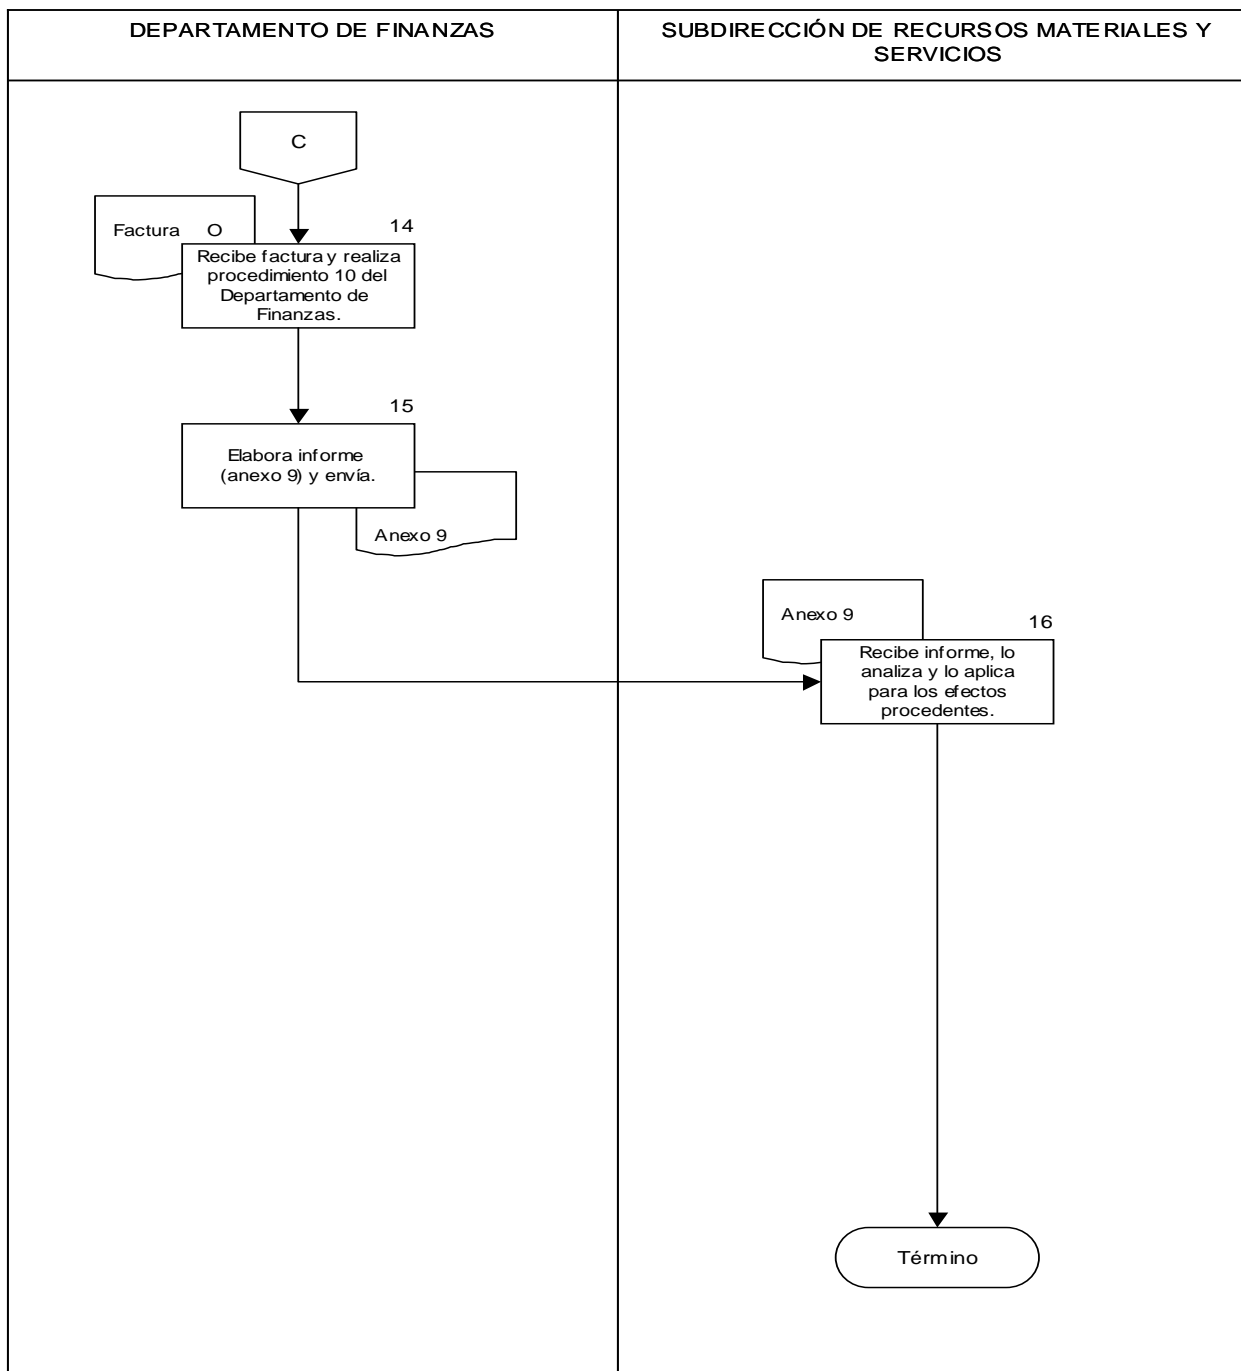 DEPARTAMENTO DE FINANZAS
SUBDIRECCIÓN DE RECURSOS MATERIALES Y
SERVICIOS
C
Factura O
14
Recibe factura y realiza
procedimiento 10 del
Departamento de
Finanzas.
15
Elabora informe
(anexo 9) y envía.
Anexo 9
Anexo 9
16
Recibe informe, lo
analiza y lo aplica
para los efectos
procedentes.
Término